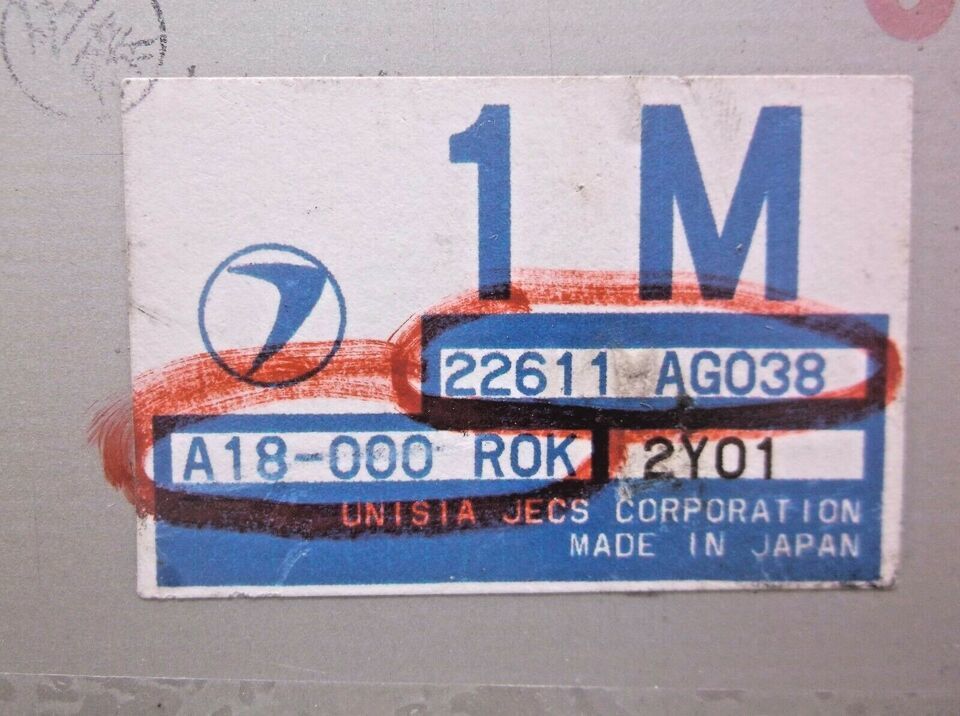 1 M
22611 AG038
A18-000 R0K 2Y01
UNISIA JECS CORPORATION
MADE IN JAPAN